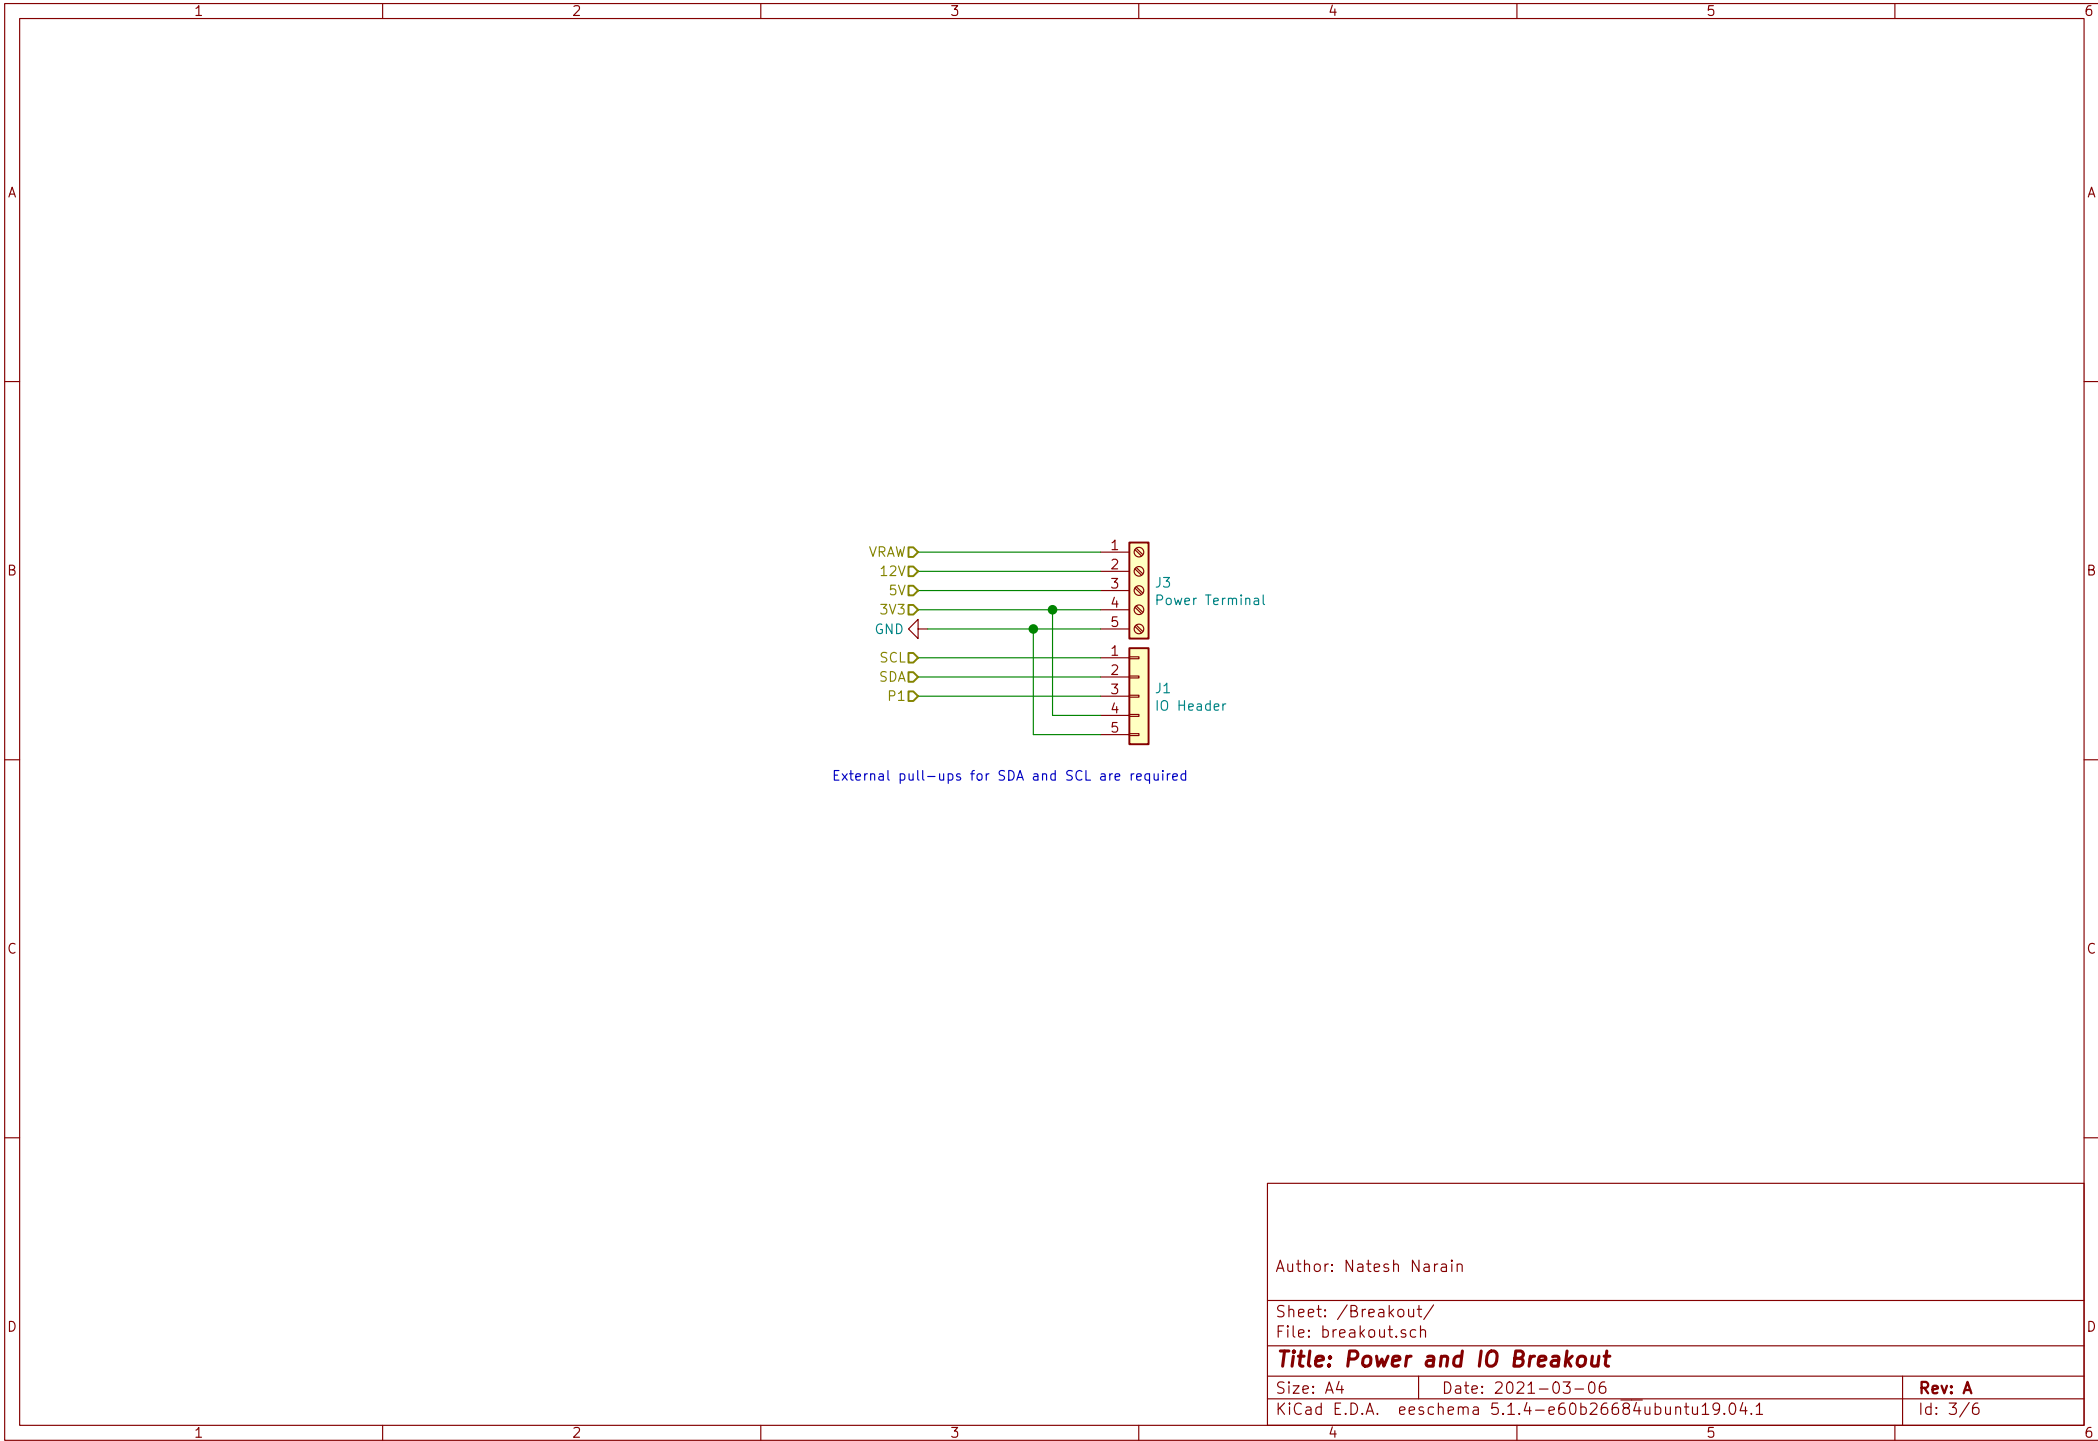 1 2 3 4 5 6
A A
VRAW 1
12V 2
5V 3
3V3 4
GND 5
J3
Power Terminal
B B
SCL 1
SDA 2
P1 3
4
5
J1
IO Header
External pull-ups for SDA and SCL are required
C C
Author: Natesh Narain
Sheet: /Breakout/
File: breakout.sch
D D
Title: Power and IO Breakout
Size: A4 Date: 2021-03-06 Rev: A
KiCad E.D.A. eeschema 5.1.4-e60b26684ubuntu19.04.1 Id: 3/6
1 2 3 4 5 6